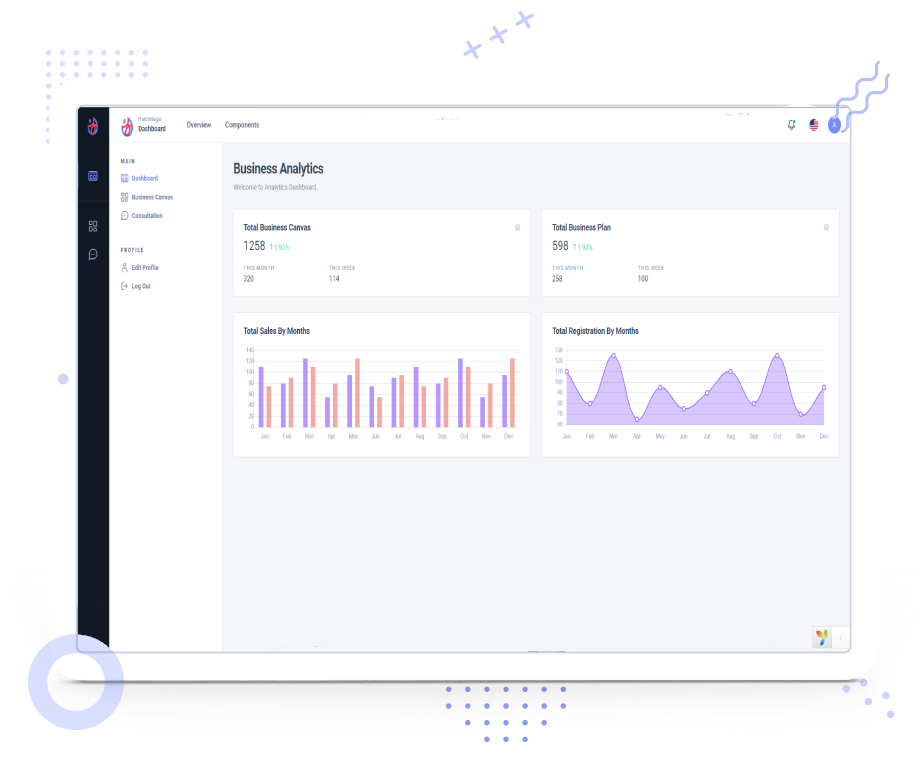 Dashboard
Overview
Components
MAIN
Dashboard
Business Canvas
Consultation
PROFILE
Edit Profile
Log Out
Business Analytics
Welcome to Analytics Dashboard.
Total Business Canvas
1258 ↑1.93%
THIS MONTH THIS WEEK
320 114
Total Business Plan
598 ↑1.93%
THIS MONTH THIS WEEK
258 100
Total Sales By Months
140
120
100
80
60
40
20
0
Jan Feb Mar Apr May Jun Jul Aug Sep Oct Nov Dec
Total Registration By Months
130
120
110
100
90
80
70
60
Jan Feb Mar Apr May Jun Jul Aug Sep Oct Nov Dec